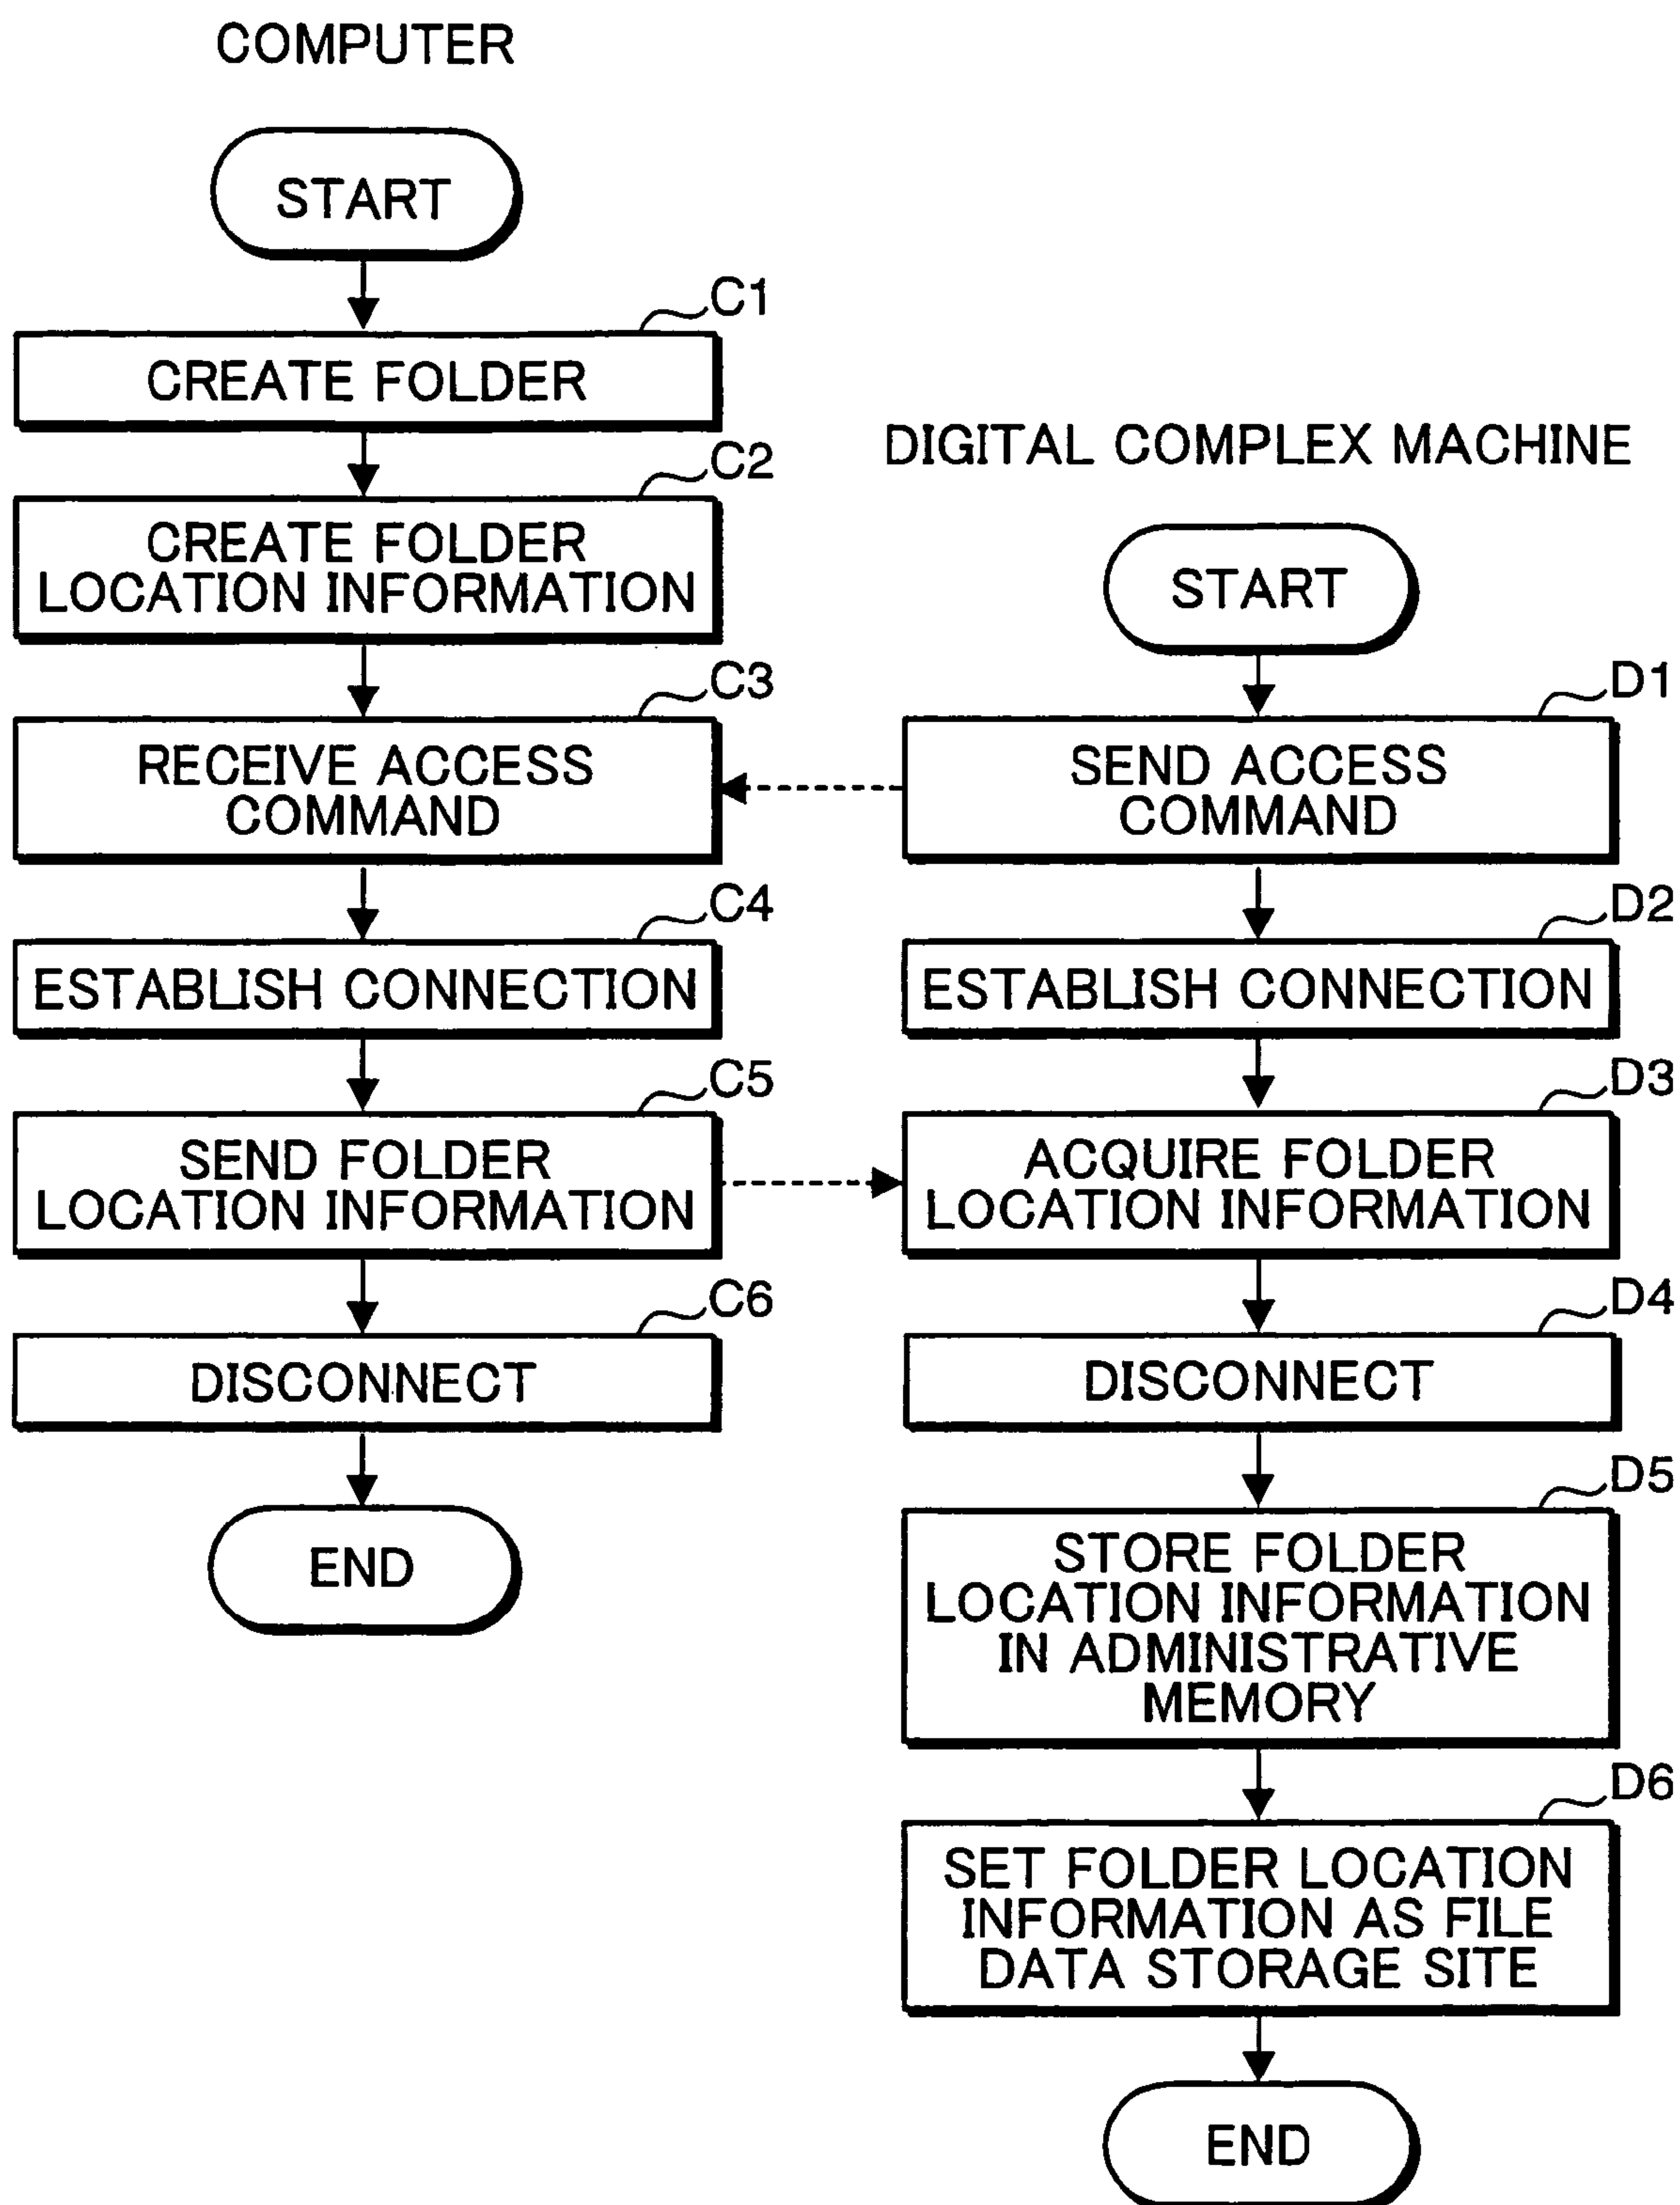 COMPUTER
START
C1
CREATE FOLDER
C2
CREATE FOLDER
LOCATION INFORMATION
C3
RECEIVE ACCESS
COMMAND
C4
ESTABLISH CONNECTION
C5
SEND FOLDER
LOCATION INFORMATION
C6
DISCONNECT
END
DIGITAL COMPLEX MACHINE
START
D1
SEND ACCESS
COMMAND
D2
ESTABLISH CONNECTION
D3
ACQUIRE FOLDER
LOCATION INFORMATION
D4
DISCONNECT
D5
STORE FOLDER
LOCATION INFORMATION
IN ADMINISTRATIVE
MEMORY
D6
SET FOLDER LOCATION
INFORMATION AS FILE
DATA STORAGE SITE
END